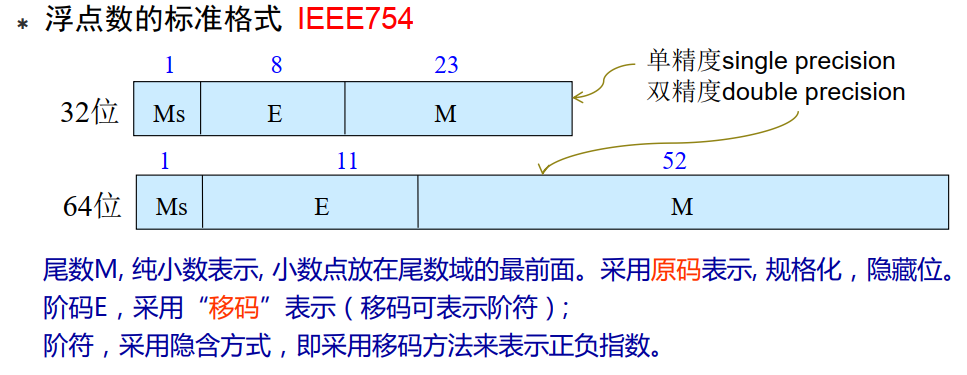 * 浮点数的标准格式 IEEE754
1 8 23
单精度single precision
双精度double precision
32位 Ms E M
1 11 52
64位 Ms E M
尾数M, 纯小数表示, 小数点放在尾数域的最前面。采用原码表示, 规格化，隐藏位。
阶码E，采用“移码”表示（移码可表示阶符）;
阶符，采用隐含方式，即采用移码方法来表示正负指数。